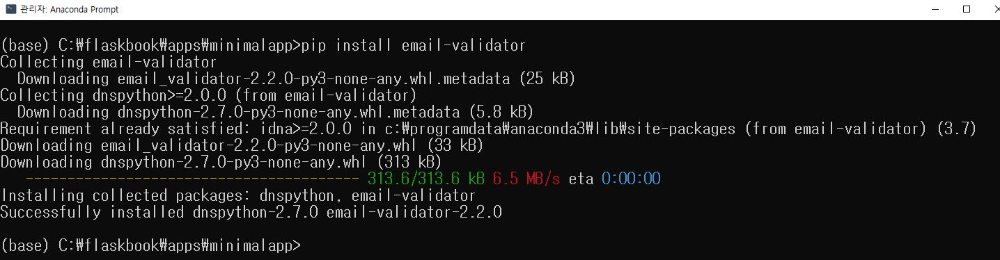 관리자: Anaconda Prompt
(base) C:₩flaskbook₩apps₩minimalapp>pip install email-validator
Collecting email-validator
  Downloading email_validator-2.2.0-py3-none-any.whl.metadata (25 kB)
Collecting dnspython>=2.0.0 (from email-validator)
  Downloading dnspython-2.7.0-py3-none-any.whl.metadata (5.8 kB)
Requirement already satisfied: idna>=2.0.0 in c:₩programdata₩anaconda3₩lib₩site-packages (from email-validator) (3.7)
Downloading email_validator-2.2.0-py3-none-any.whl (33 kB)
Downloading dnspython-2.7.0-py3-none-any.whl (313 kB)
   ---------------------------------------- 313.6/313.6 kB 6.5 MB/s eta 0:00:00
Installing collected packages: dnspython, email-validator
Successfully installed dnspython-2.7.0 email-validator-2.2.0
(base) C:₩flaskbook₩apps₩minimalapp>